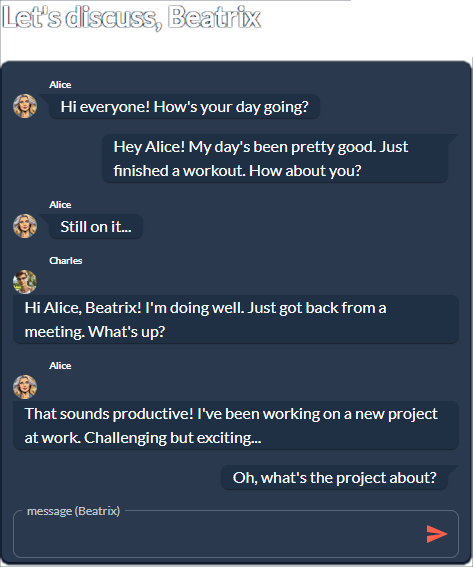 Let's discuss, Beatrix
Alice
Hi everyone! How's your day going?
Hey Alice! My day's been pretty good. Just
finished a workout. How about you?
Alice
Still on it...
Charles
Hi Alice, Beatrix! I'm doing well. Just got back from a
meeting. What's up?
Alice
That sounds productive! I've been working on a new project
at work. Challenging but exciting...
Oh, what's the project about?
message (Beatrix)